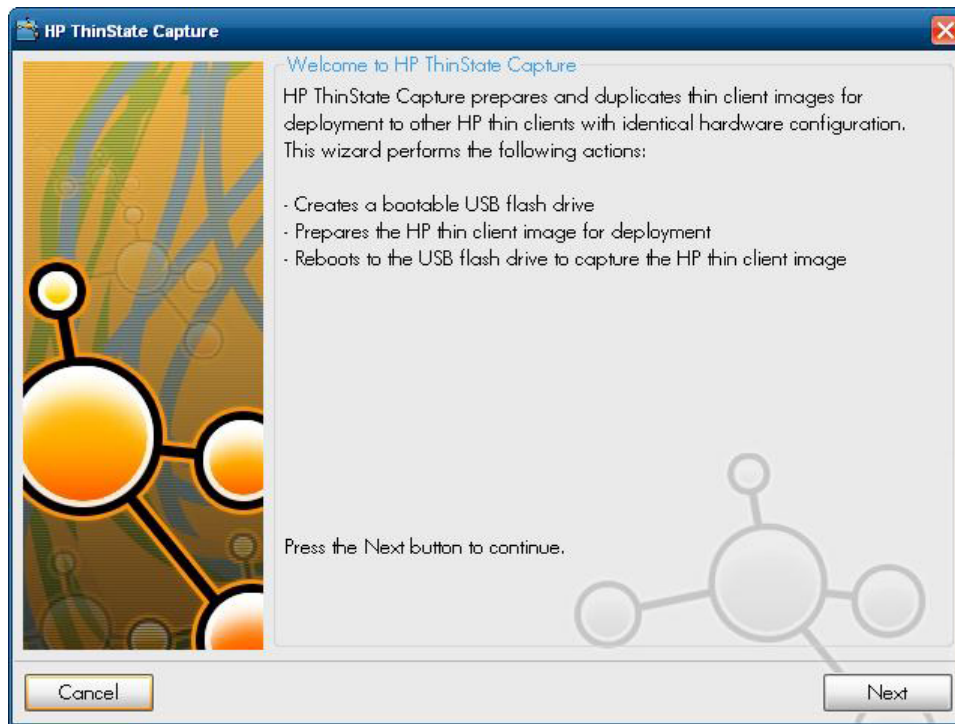 HP ThinState Capture
Welcome to HP ThinState Capture
HP ThinState Capture prepares and duplicates thin client images for
deployment to other HP thin clients with identical hardware configuration.
This wizard performs the following actions:
- Creates a bootable USB flash drive
- Prepares the HP thin client image for deployment
- Reboots to the USB flash drive to capture the HP thin client image
Press the Next button to continue.
Cancel
Next